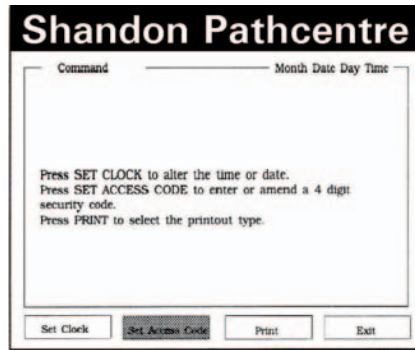 Shandon Pathcentre
Command Month Date Day Time
Press SET CLOCK to alter the time or date.
Press SET ACCESS CODE to enter or amend a 4 digit
security code.
Press PRINT to select the printout type.
Set Clock Set Access Code Print Exit